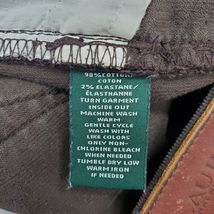 98% COTTON/
COTON
2% ELASTANE/
ÉLASTHANNE
TURN GARMENT
INSIDE OUT
MACHINE WASH
WARM
GENTLE CYCLE
WASH WITH
LIKE COLORS
ONLY NON-
CHLORINE BLEACH
WHEN NEEDED
TUMBLE DRY LOW
WARM IRON
IF NEEDED